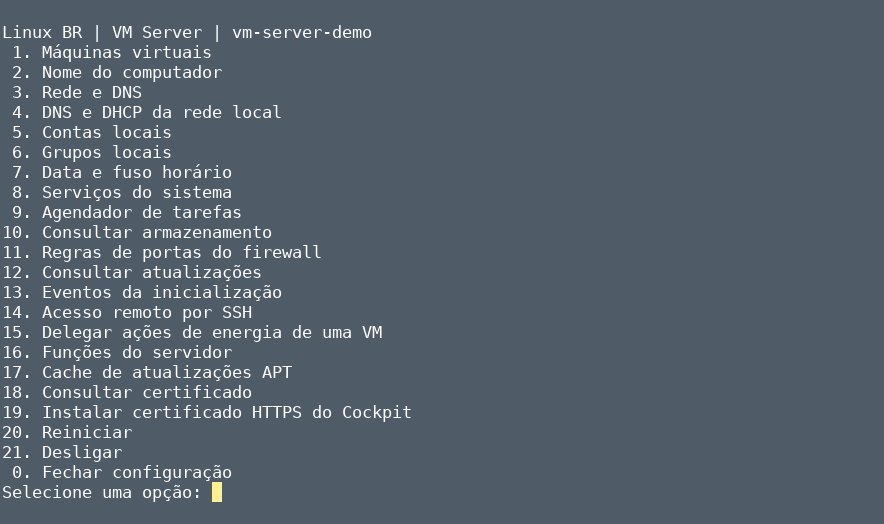 Linux BR | VM Server | vm-server-demo
1. Máquinas virtuais
2. Nome do computador
3. Rede e DNS
4. DNS e DHCP da rede local
5. Contas locais
6. Grupos locais
7. Data e fuso horário
8. Serviços do sistema
9. Agendador de tarefas
10. Consultar armazenamento
11. Regras de portas do firewall
12. Consultar atualizações
13. Eventos da inicialização
14. Acesso remoto por SSH
15. Delegar ações de energia de uma VM
16. Funções do servidor
17. Cache de atualizações APT
18. Consultar certificado
19. Instalar certificado HTTPS do Cockpit
20. Reiniciar
21. Desligar
0. Fechar configuração
Selecione uma opção: